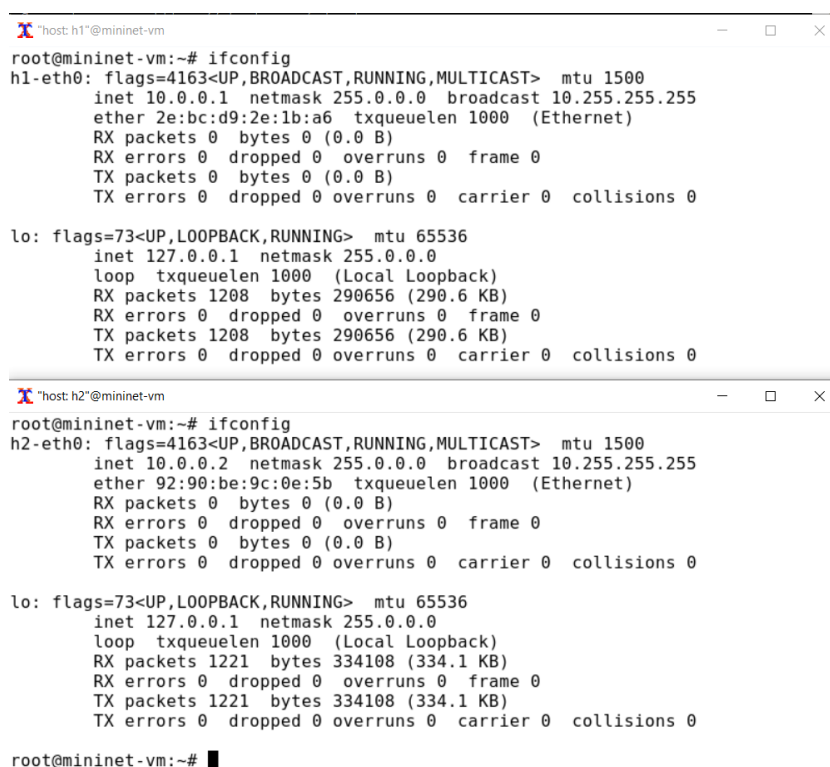 "host: h1"@mininet-vm
root@mininet-vm:~# ifconfig
h1-eth0: flags=4163<UP,BROADCAST,RUNNING,MULTICAST>  mtu 1500
        inet 10.0.0.1  netmask 255.0.0.0  broadcast 10.255.255.255
        ether 2e:bc:d9:2e:1b:a6  txqueuelen 1000  (Ethernet)
        RX packets 0  bytes 0 (0.0 B)
        RX errors 0  dropped 0  overruns 0  frame 0
        TX packets 0  bytes 0 (0.0 B)
        TX errors 0  dropped 0 overruns 0  carrier 0  collisions 0
lo: flags=73<UP,LOOPBACK,RUNNING>  mtu 65536
        inet 127.0.0.1  netmask 255.0.0.0
        loop  txqueuelen 1000  (Local Loopback)
        RX packets 1208  bytes 290656 (290.6 KB)
        RX errors 0  dropped 0  overruns 0  frame 0
        TX packets 1208  bytes 290656 (290.6 KB)
        TX errors 0  dropped 0 overruns 0  carrier 0  collisions 0
"host: h2"@mininet-vm
root@mininet-vm:~# ifconfig
h2-eth0: flags=4163<UP,BROADCAST,RUNNING,MULTICAST>  mtu 1500
        inet 10.0.0.2  netmask 255.0.0.0  broadcast 10.255.255.255
        ether 92:90:be:9c:0e:5b  txqueuelen 1000  (Ethernet)
        RX packets 0  bytes 0 (0.0 B)
        RX errors 0  dropped 0  overruns 0  frame 0
        TX packets 0  bytes 0 (0.0 B)
        TX errors 0  dropped 0 overruns 0  carrier 0  collisions 0
lo: flags=73<UP,LOOPBACK,RUNNING>  mtu 65536
        inet 127.0.0.1  netmask 255.0.0.0
        loop  txqueuelen 1000  (Local Loopback)
        RX packets 1221  bytes 334108 (334.1 KB)
        RX errors 0  dropped 0  overruns 0  frame 0
        TX packets 1221  bytes 334108 (334.1 KB)
        TX errors 0  dropped 0 overruns 0  carrier 0  collisions 0
root@mininet-vm:~#